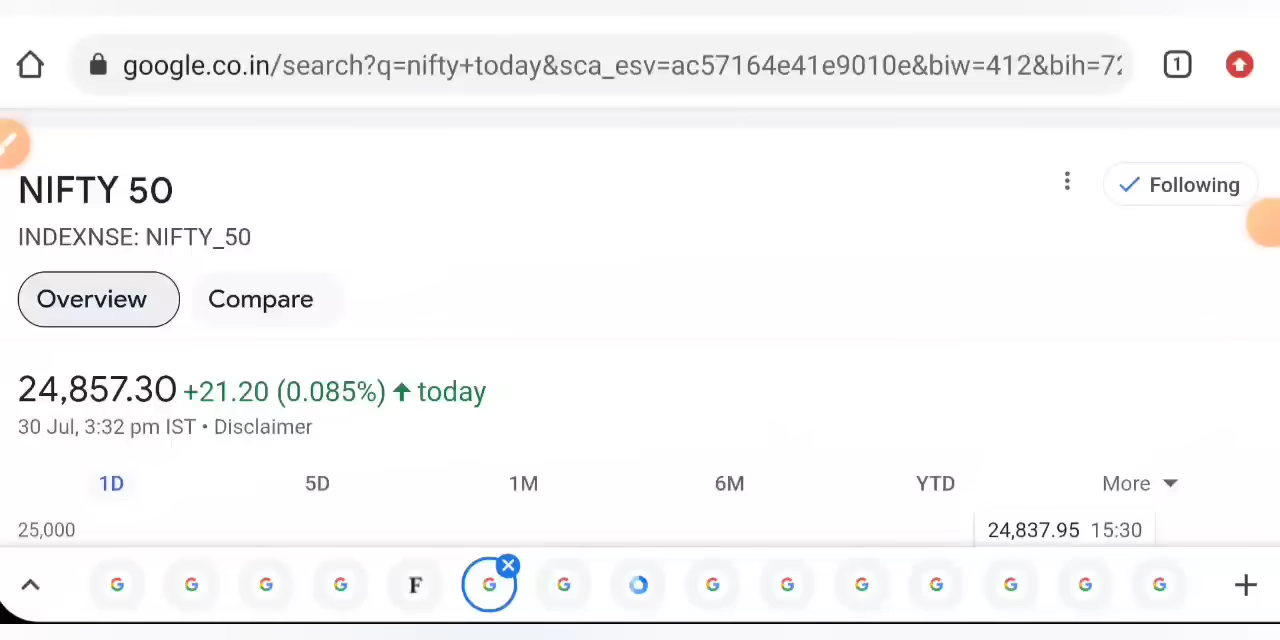 google.co.in/search?q=nifty+today&sca_esv=ac57164e41e9010e&biw=412&bih=72
1
NIFTY 50
Following
INDEXNSE: NIFTY_50
Overview Compare
24,857.30 +21.20 (0.085%) ↑ today
30 Jul, 3:32 pm IST • Disclaimer
1D 5D 1M 6M YTD More
25,000 24,837.95 15:30
G G G G F G G G G G G G G G